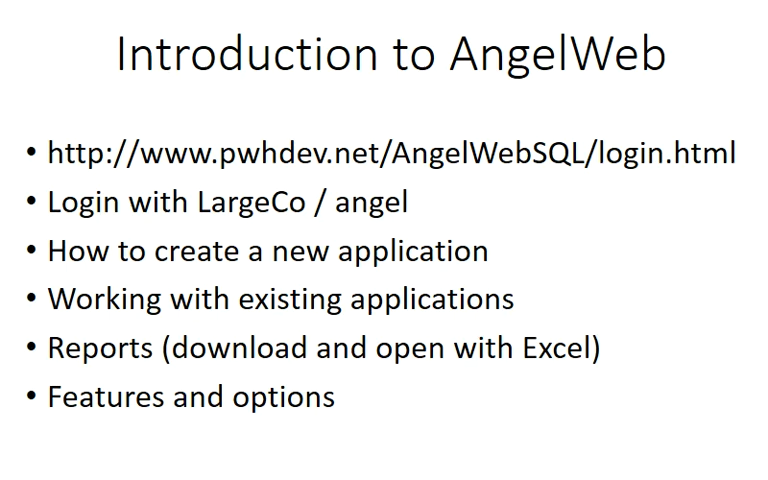 Introduction to AngelWeb
• http://www.pwhdev.net/AngelWebSQL/login.html
• Login with LargeCo / angel
• How to create a new application
• Working with existing applications
• Reports (download and open with Excel)
• Features and options